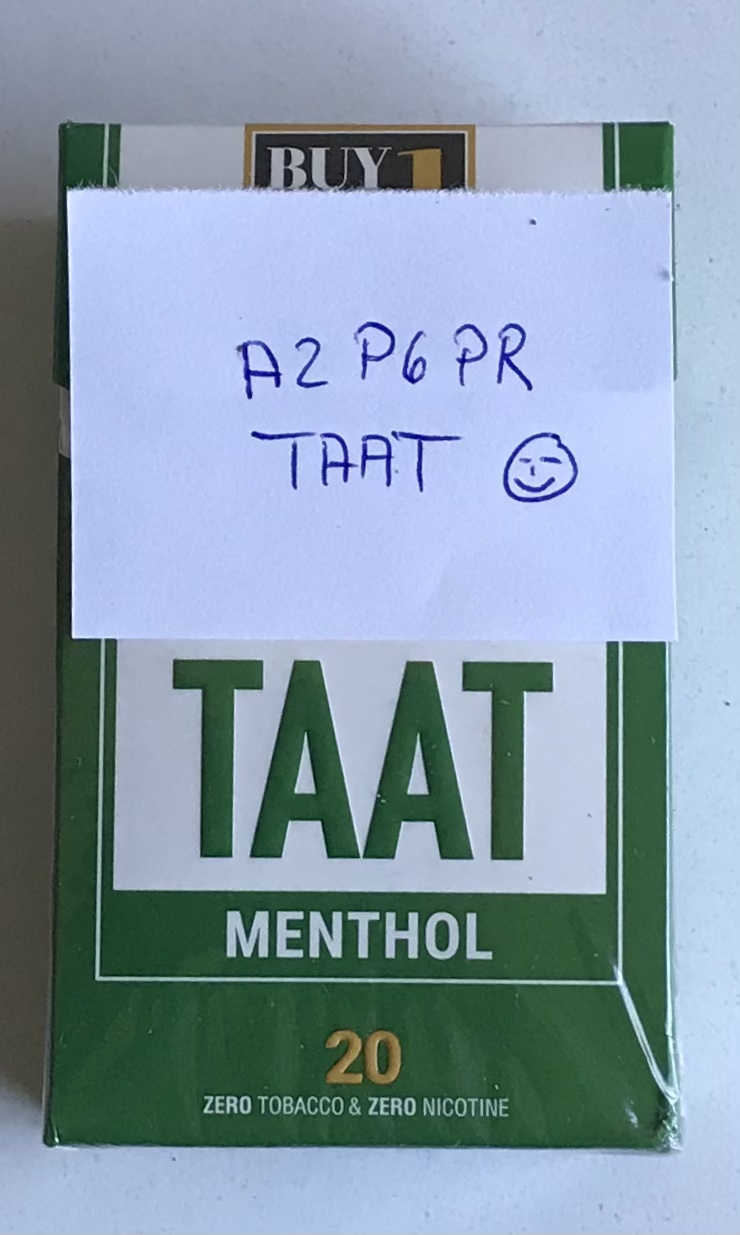 BUY 1
A2 P6 PR
TAAT
TAAT
MENTHOL
20
ZERO TOBACCO & ZERO NICOTINE